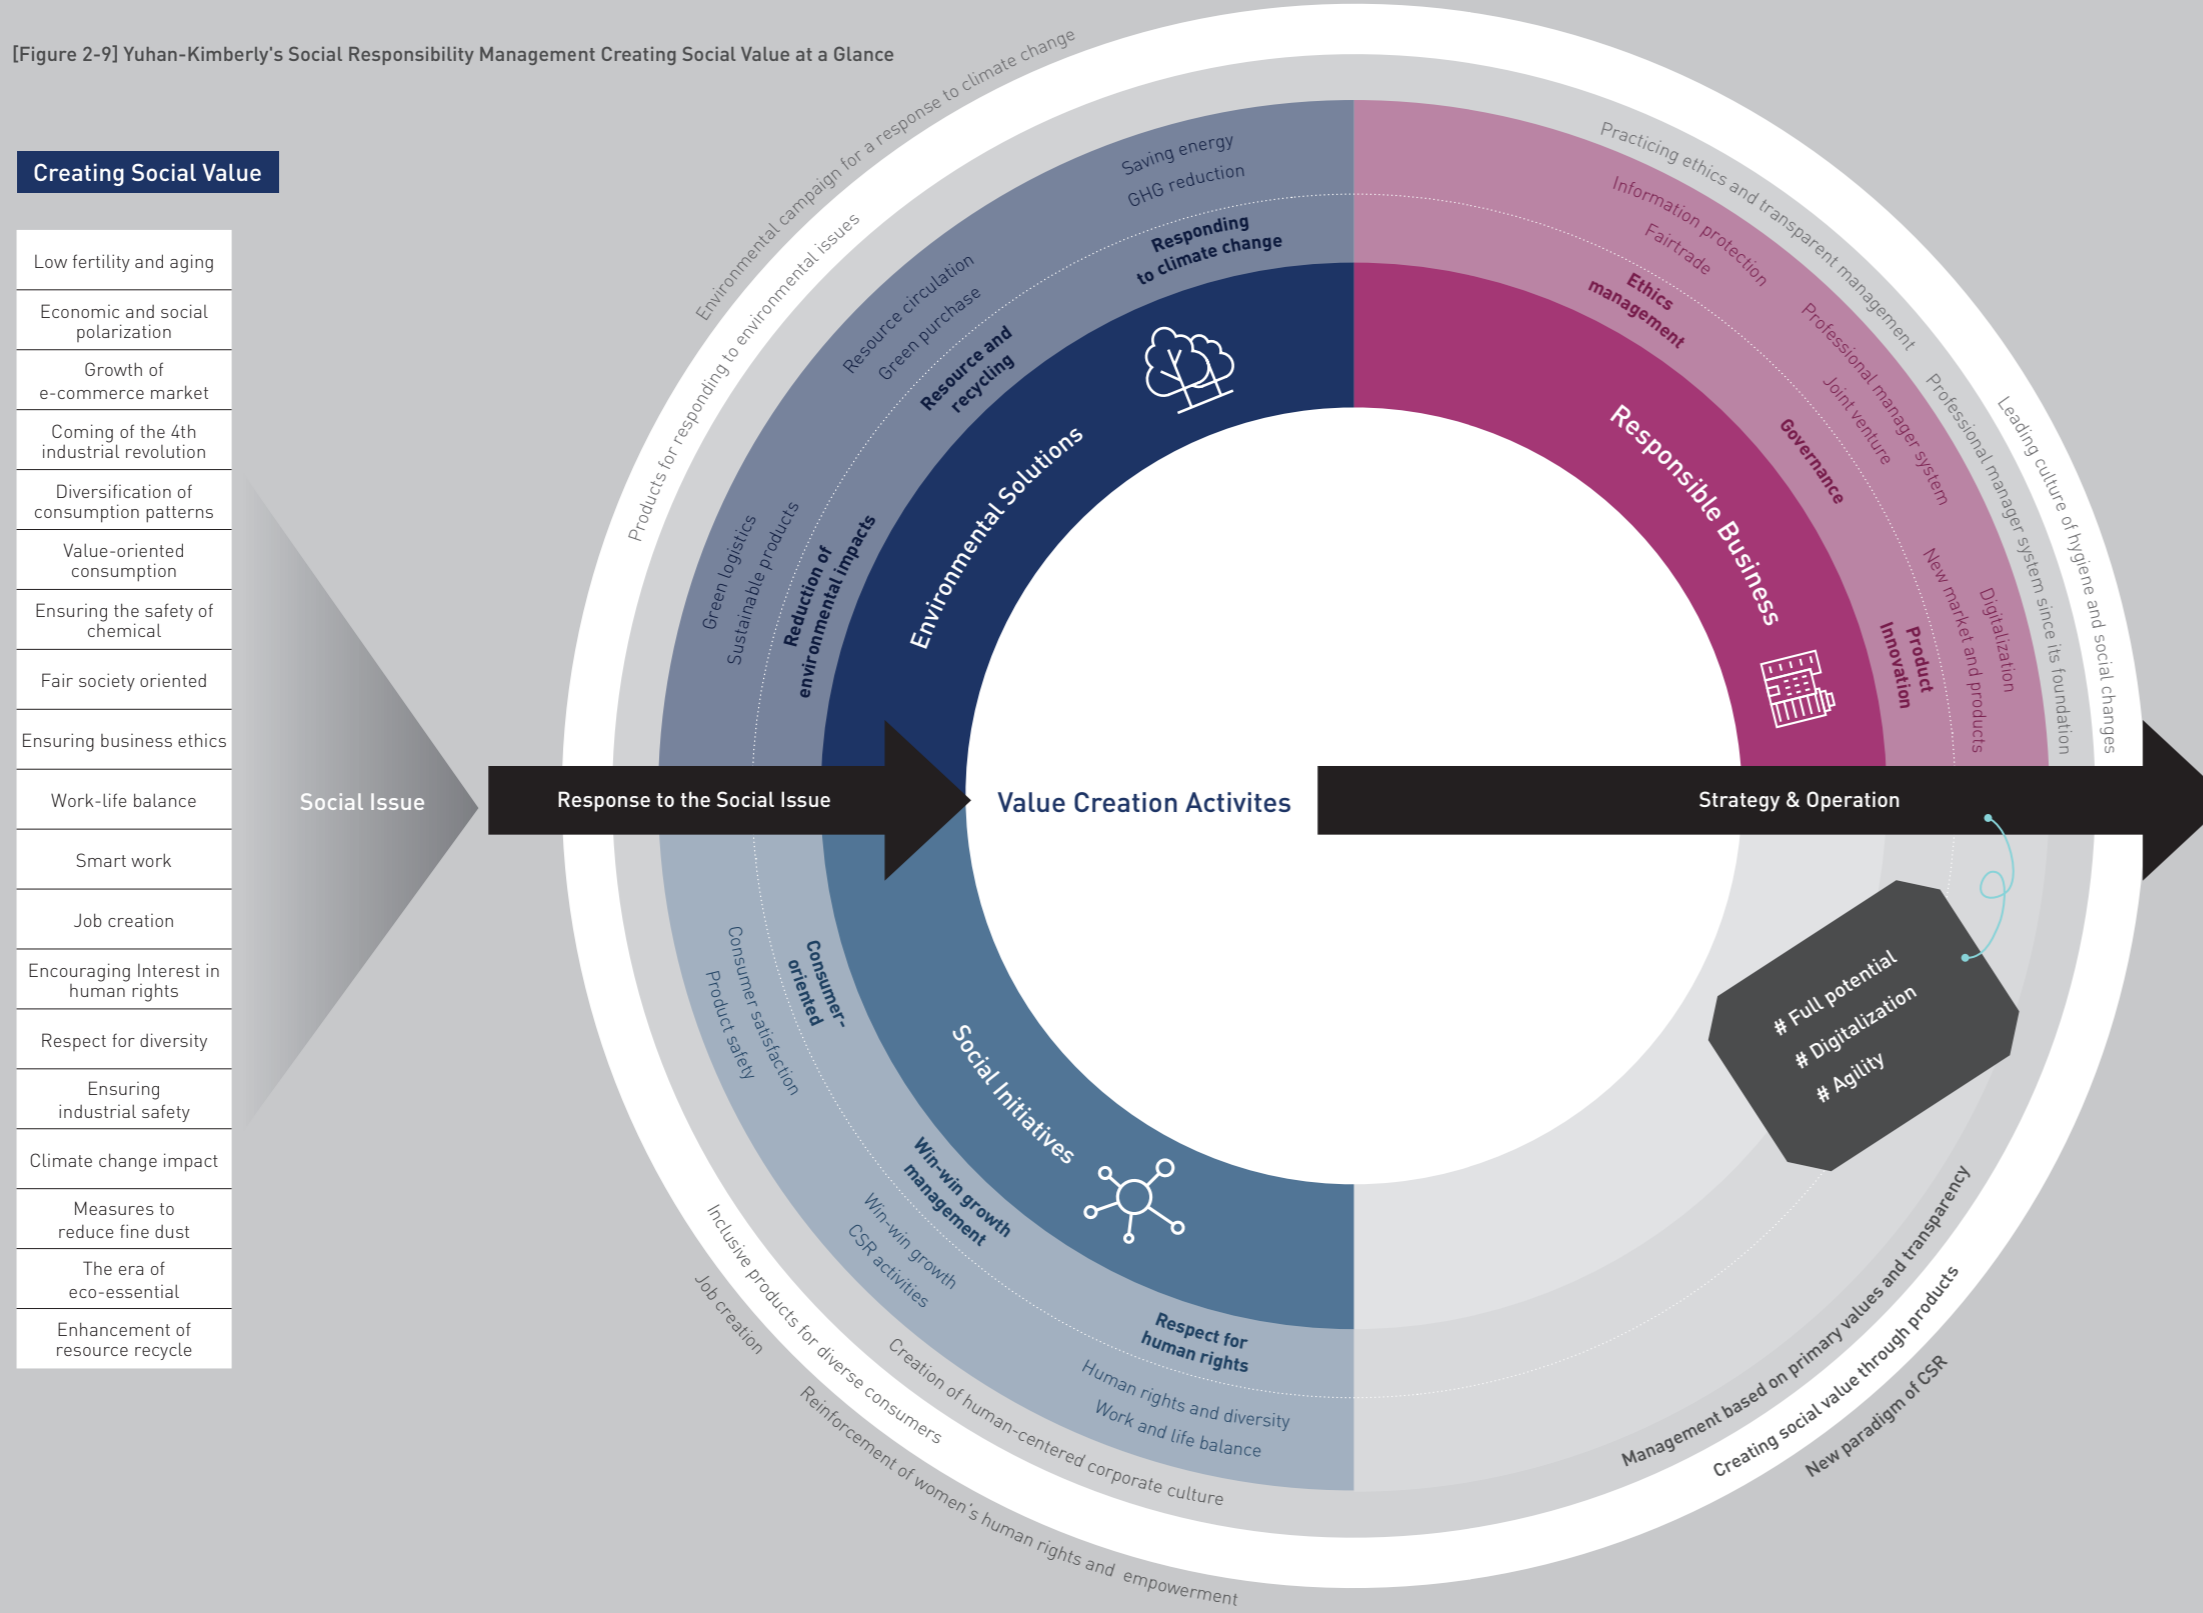 [Figure 2-9] Yuhan-Kimberly's Social Responsibility Management Creating Social Value at a Glance
Creating Social Value
Low fertility and aging
Economic and social
polarization
Growth of
e-commerce market
Coming of the 4th
industrial revolution
Diversification of
consumption patterns
Value-oriented
consumption
Ensuring the safety of
chemical
Fair society oriented
Ensuring business ethics
Work-life balance
Smart work
Job creation
Encouraging Interest in
human rights
Respect for diversity
Ensuring
industrial safety
Climate change impact
Measures to
reduce fine dust
The era of
eco-essential
Enhancement of
resource recycle
Social Issue
Response to the Social Issue
Value Creation Activites
Strategy & Operation
Environmental campaign for a response to climate change
Products for responding to environmental issues
Saving energy
GHG reduction
Responding
to climate change
Resource circulation
Green purchase
Resource and
recycling
Green logistics
Sustainable products
Reduction of
environmental impacts
Environmental Solutions
Practicing ethics and transparent management
Information protection
Fairtrade
Ethics
management
Professional manager system
Joint venture
Governance
Leading culture of hygiene and social changes
Professional manager system since its foundation
Digitalization
New market and products
Product
Innovation
Responsible Business
Consumer-
oriented
Consumer satisfaction
Product safety
Social Initiatives
Win-win growth
management
Win-win growth
CSR activities
Respect for
human rights
Human rights and diversity
Work and life balance
Creation of human-centered corporate culture
Inclusive products for diverse consumers
Job creation
Reinforcement of women's human rights and empowerment
# Full potential
# Digitalization
# Agility
Management based on primary values and transparency
Creating social value through products
New paradigm of CSR